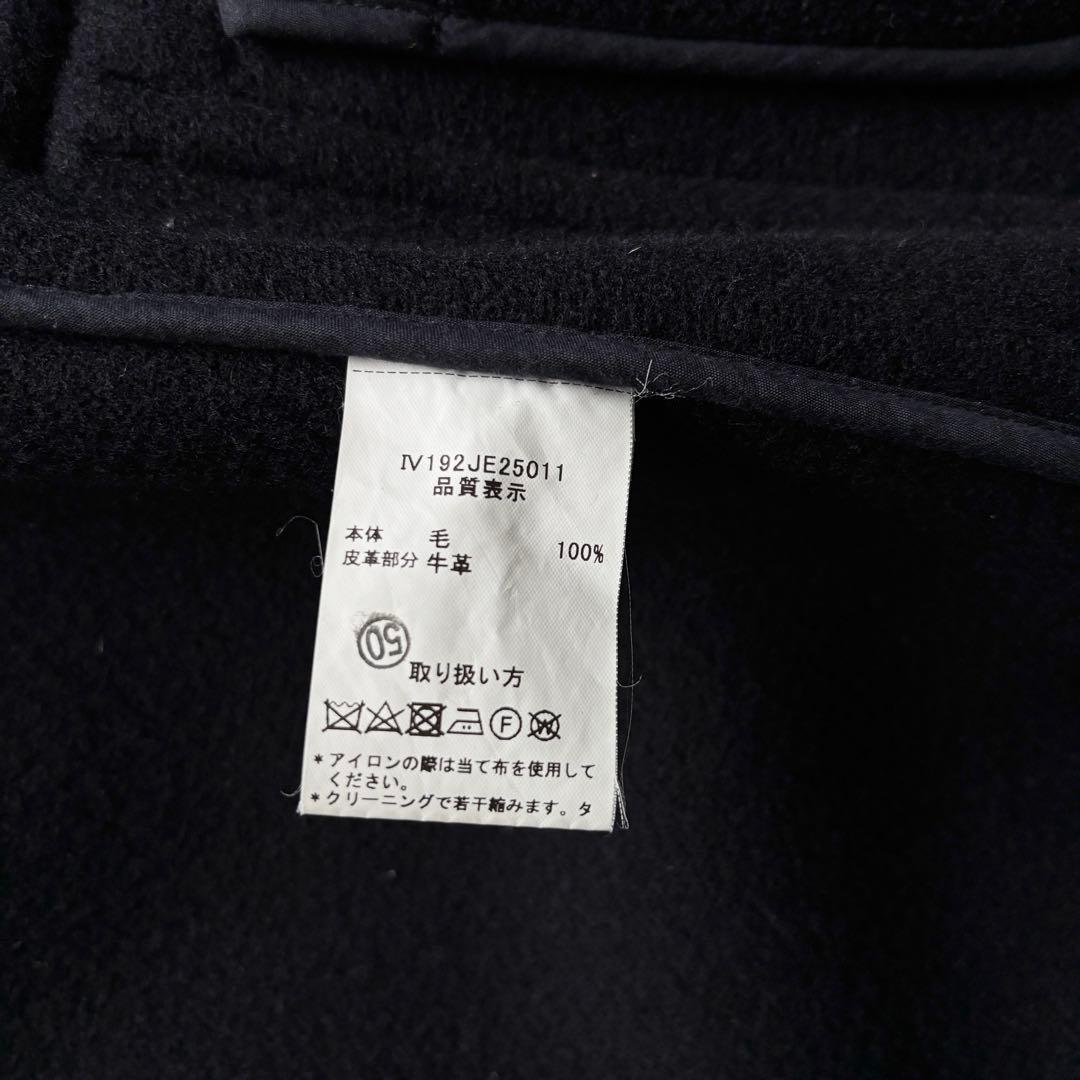 Ⅳ192JE25011
品質表示
本体 毛 100%
皮革部分 牛革
50
取り扱い方
F W
*アイロンの際は当て布を使用して
ください。
*クリーニングで若干縮みます。タ